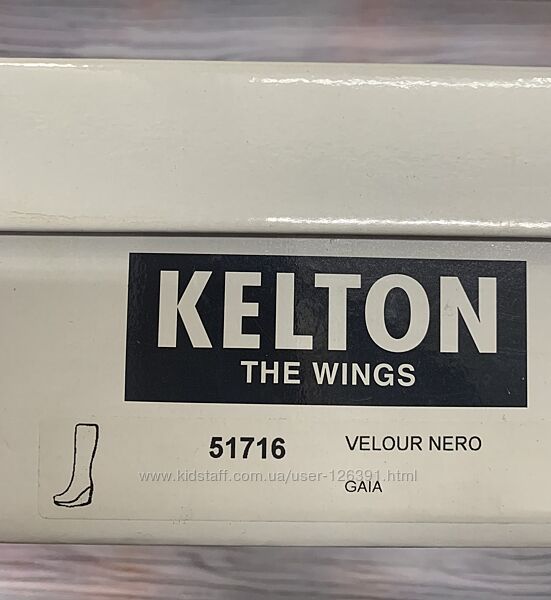 KELTON
THE WINGS
51716 VELOUR NERO
www.kidstaff.com.ua/user-126391.html
GAIA